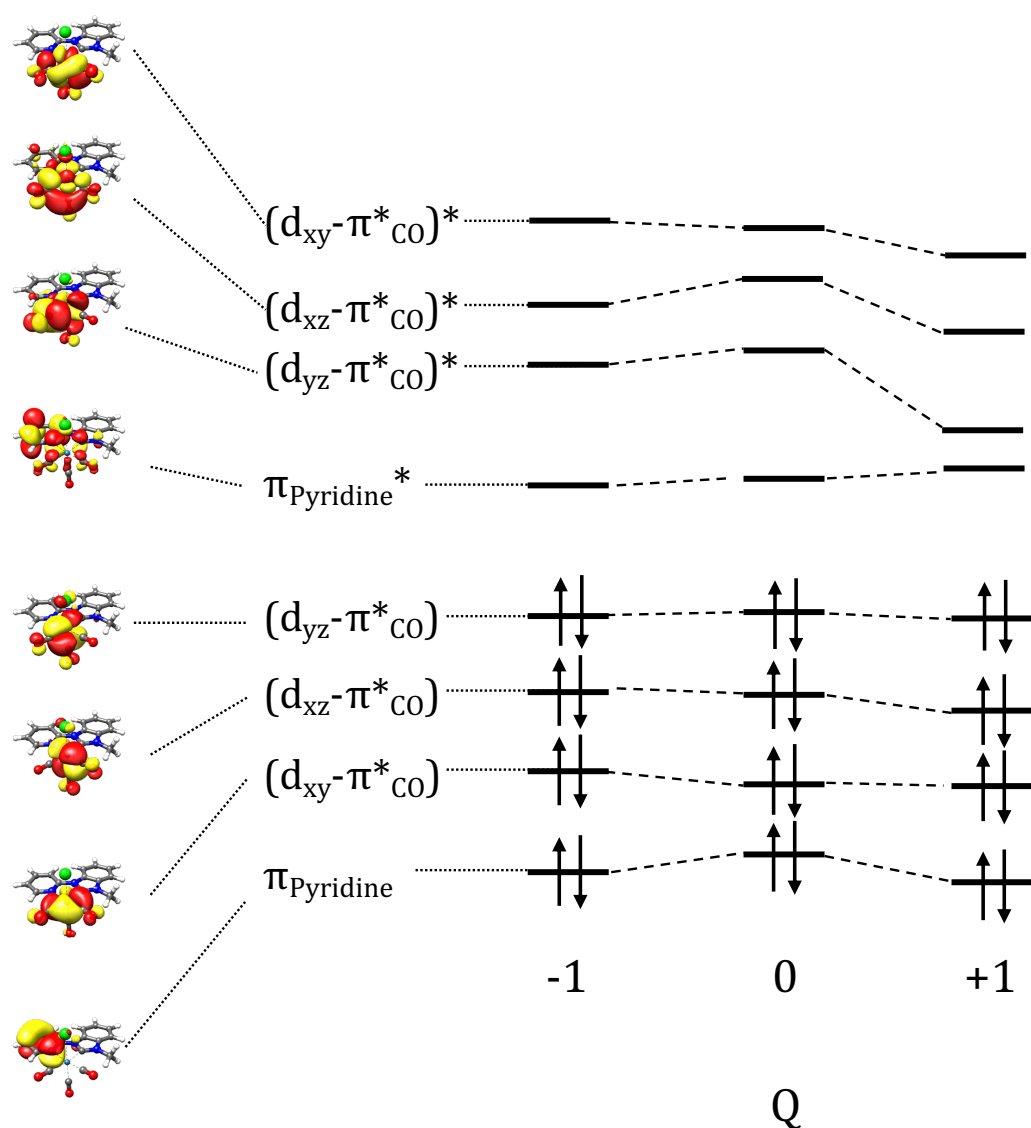 (dxy-π*CO)*
(dxz-π*CO)*
(dyz-π*CO)*
πPyridine*
(dyz-π*CO)
(dxz-π*CO)
(dxy-π*CO)
πPyridine
-1 0 +1
Q